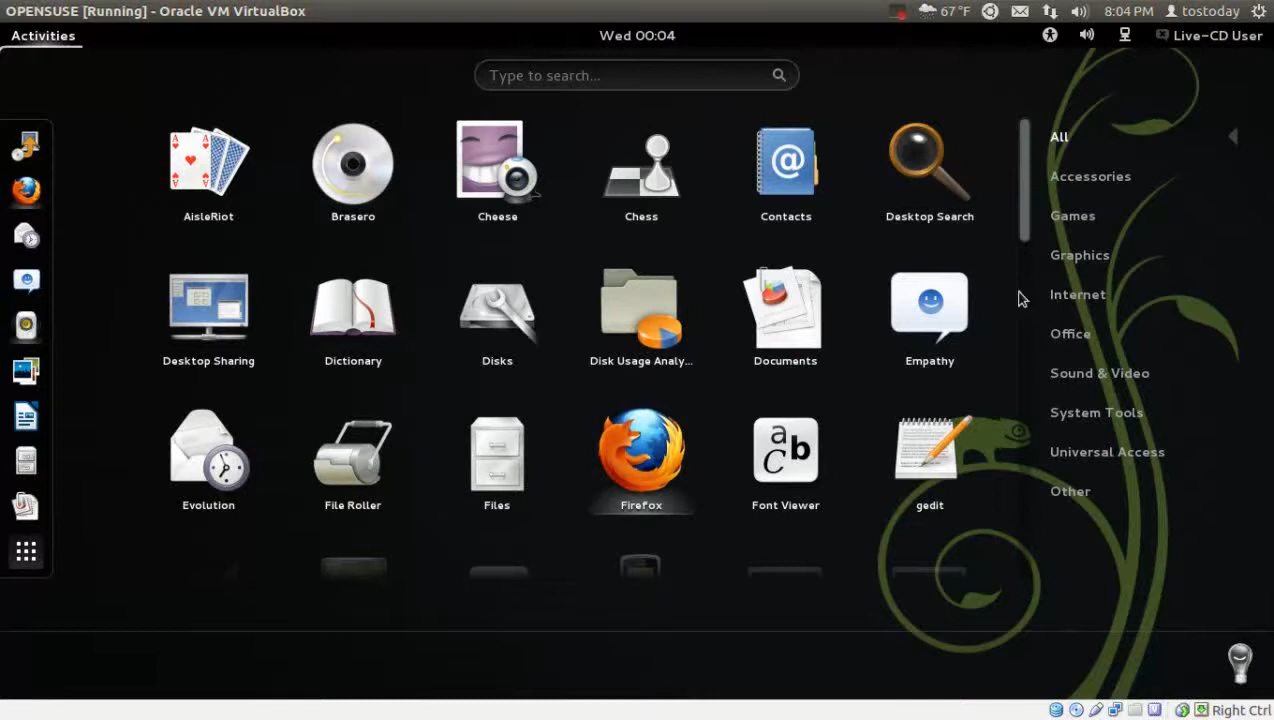 OPENSUSE [Running] - Oracle VM VirtualBox
67 °F
8:04 PM
tostoday
Activities
Wed 00:04
Live-CD User
Type to search...
AisleRiot
Brasero
Cheese
Chess
Contacts
Desktop Search
Desktop Sharing
Dictionary
Disks
Disk Usage Analy...
Documents
Empathy
Evolution
File Roller
Files
Firefox
Font Viewer
gedit
All
Accessories
Games
Graphics
Internet
Office
Sound & Video
System Tools
Universal Access
Other
Right Ctrl